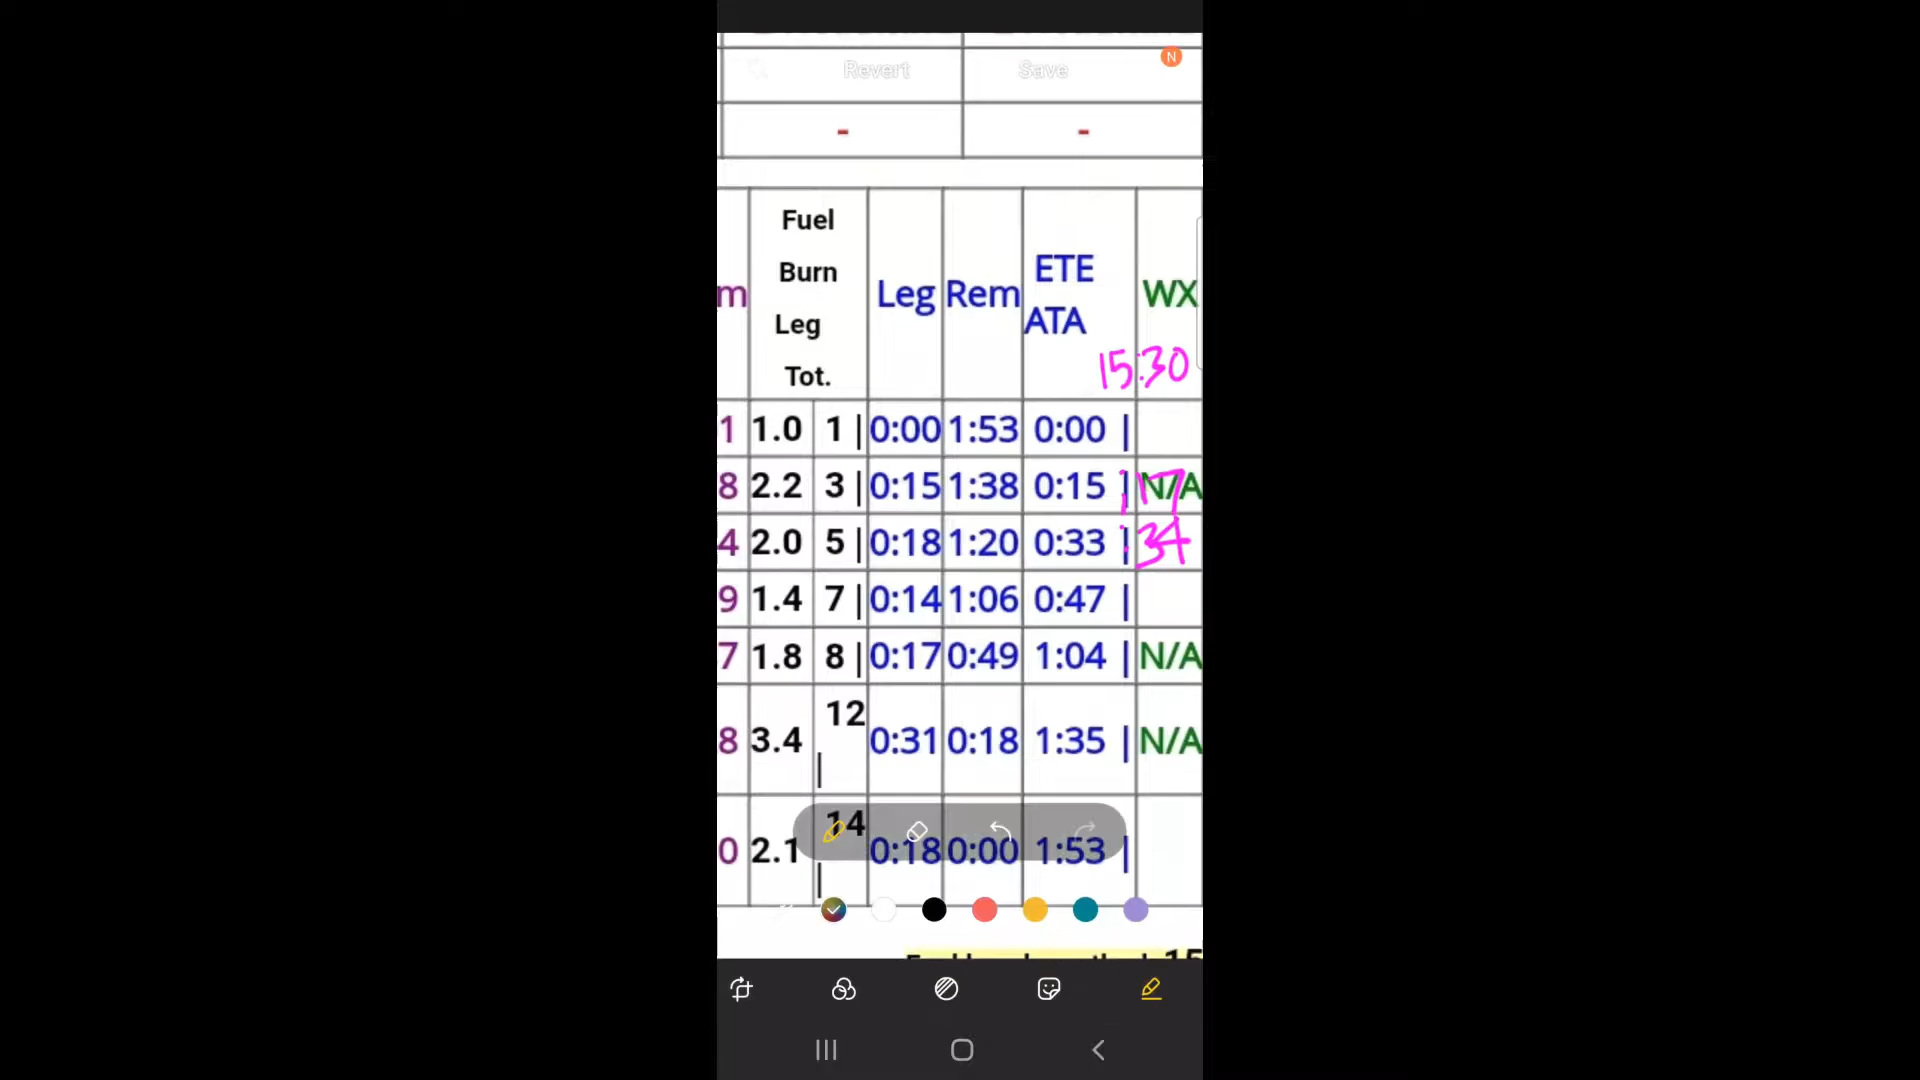 Revert Save N
- -
m Fuel Burn Leg Tot. Leg Rem ETE ATA WX
15:30
1 1.0 1 | 0:00 1:53 0:00 |
8 2.2 3 | 0:15 1:38 0:15 | N/A :17
4 2.0 5 | 0:18 1:20 0:33 | :34
9 1.4 7 | 0:14 1:06 0:47 |
7 1.8 8 | 0:17 0:49 1:04 | N/A
8 3.4 12 | 0:31 0:18 1:35 | N/A
0 2.1 14 | 0:18 0:00 1:53 |